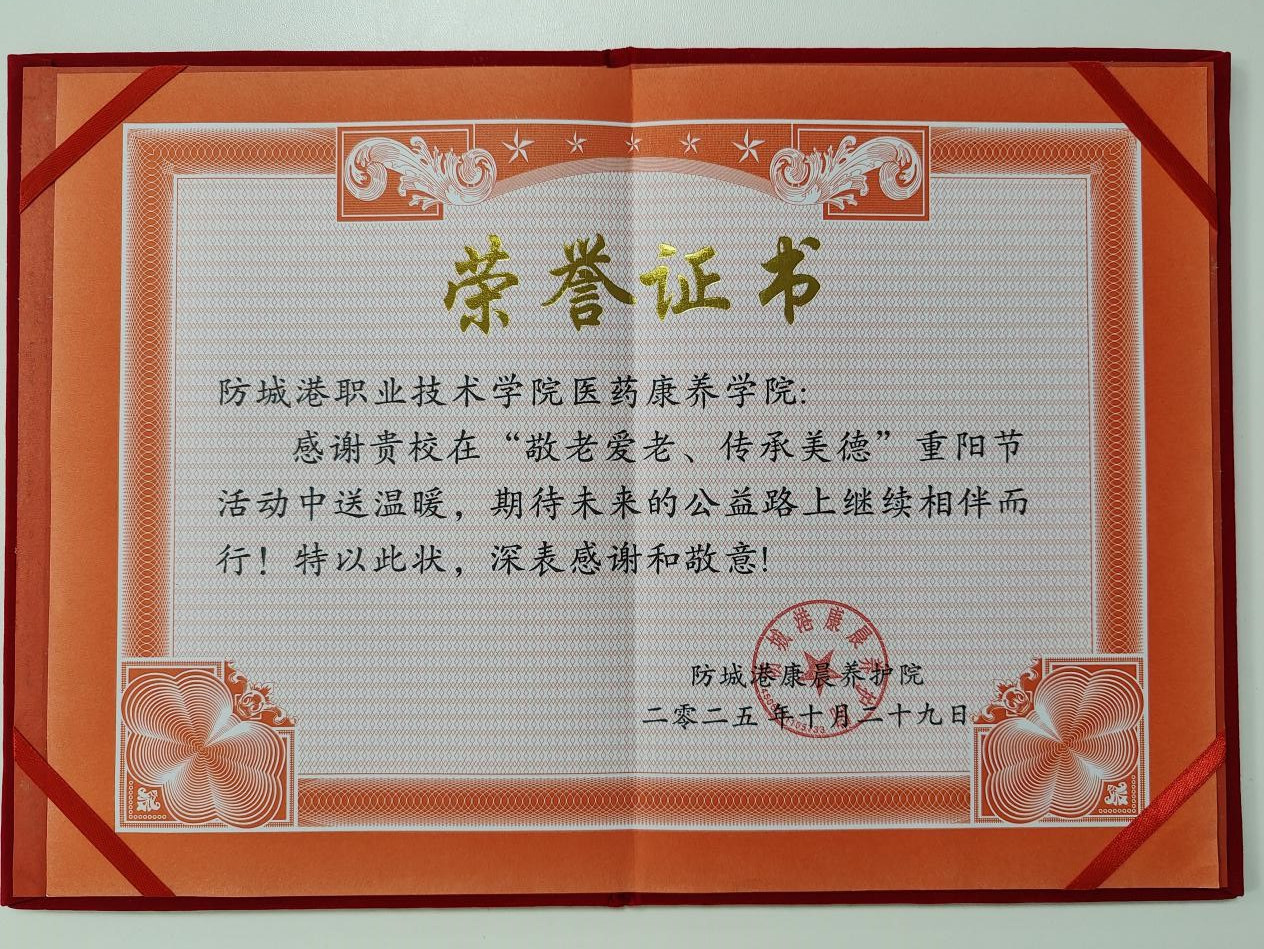 荣誉证书
防城港职业技术学院医药康养学院:
感谢贵校在“敬老爱老、传承美德”重阳节
活动中送温暖，期待未来的公益路上继续相伴而
行！特以此状，深表感谢和敬意!
防城港康晨养护院
二零二五年十月二十九日